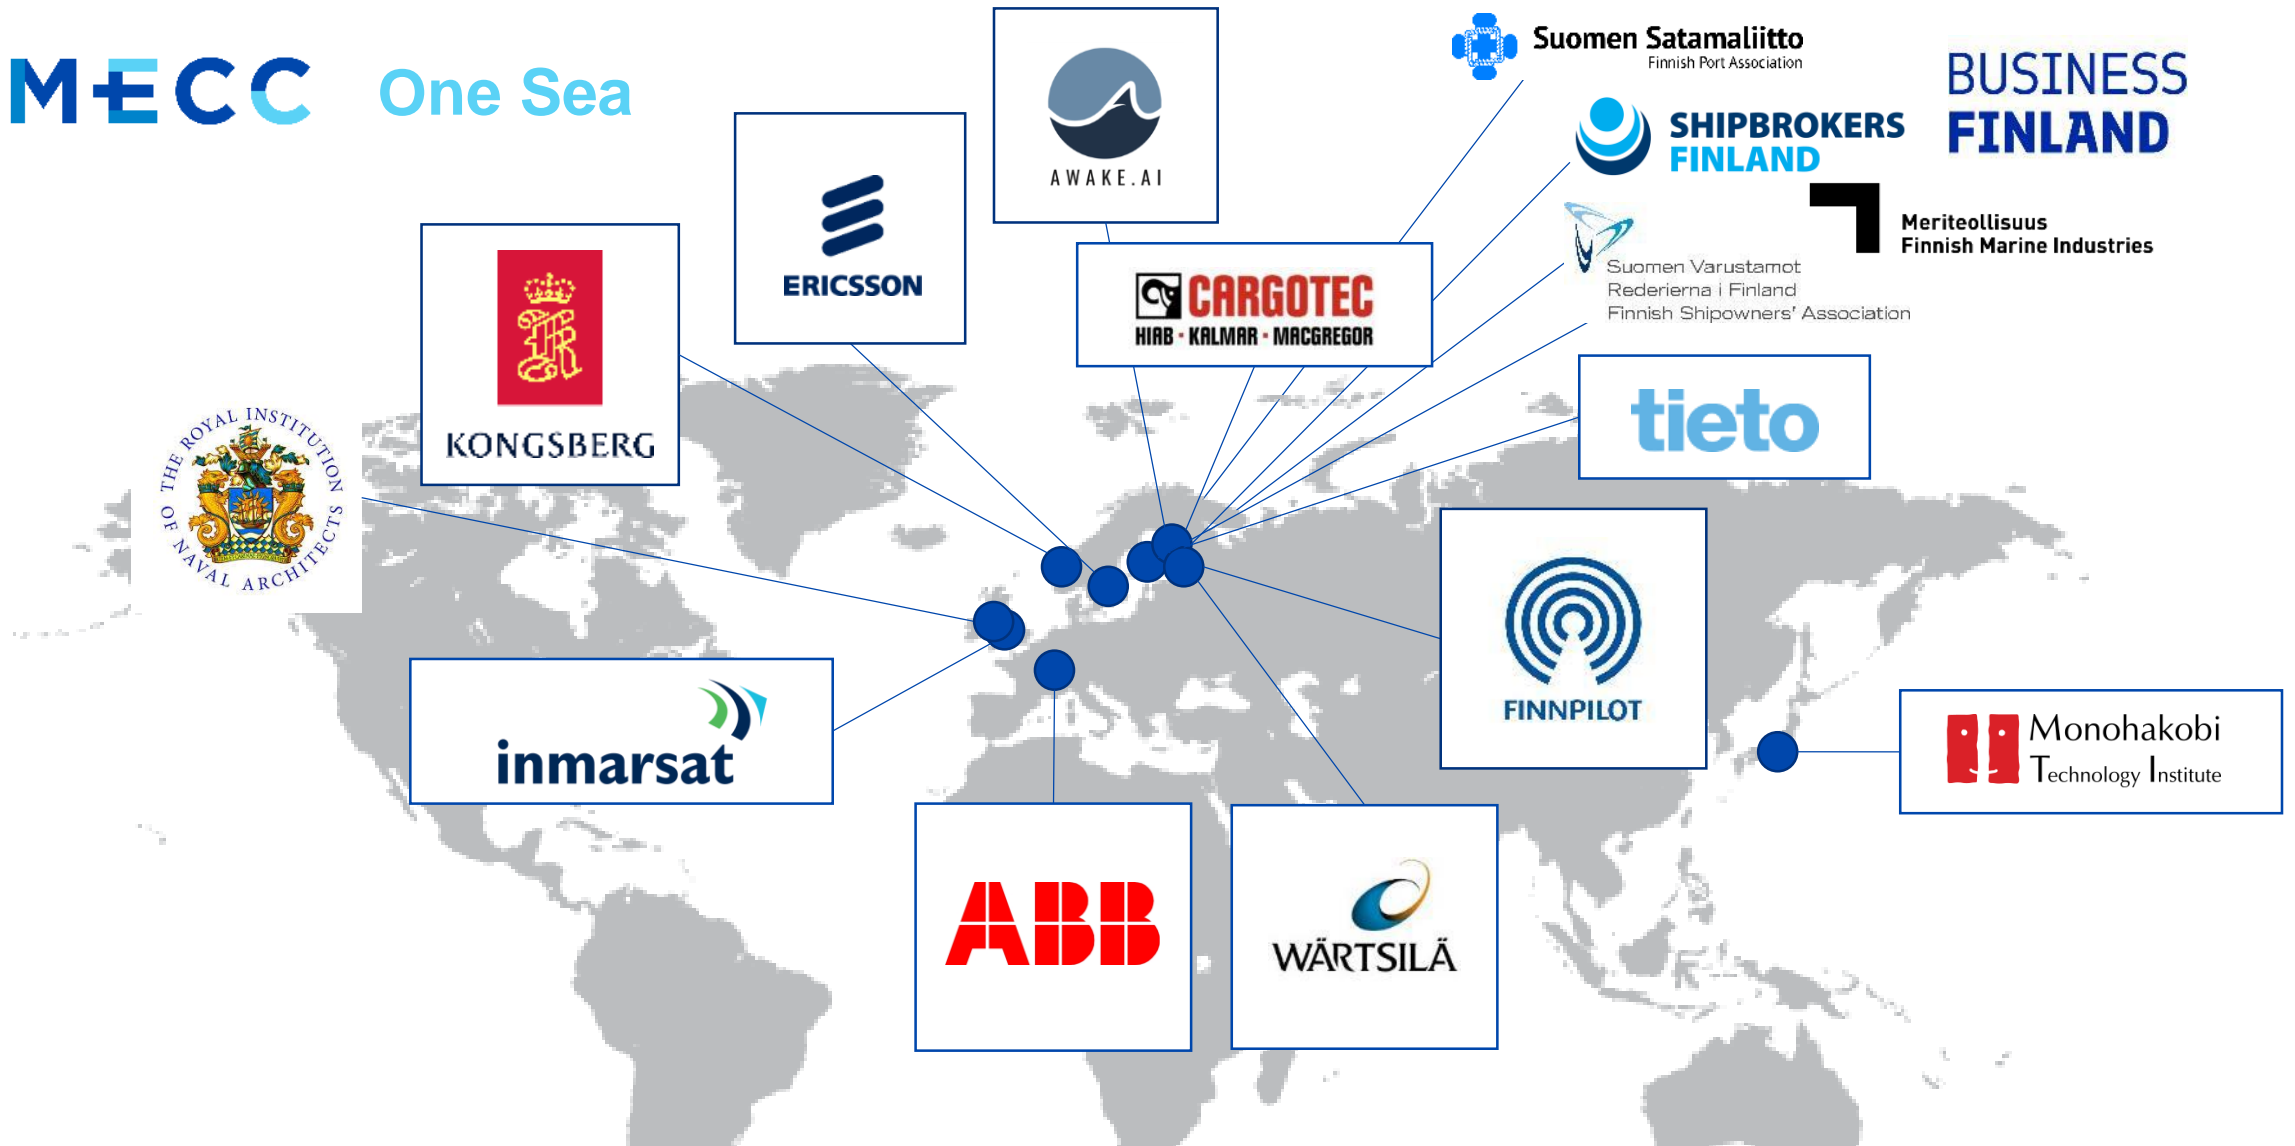 MECC One Sea
AWAKE.AI
Suomen Satamaliitto
Finnish Port Association
BUSINESS
FINLAND
SHIPBROKERS
FINLAND
Meriteollisuus
Finnish Marine Industries
Suomen Varustamot
Rederierna i Finland
Finnish Shipowners' Association
ERICSSON
CARGOTEC
HIAB - KALMAR - MACGREGOR
KONGSBERG
tieto
THE ROYAL INSTITUTION OF NAVAL ARCHITECTS
FINNPILOT
inmarsat
Monohakobi
Technology Institute
ABB
WÄRTSILÄ